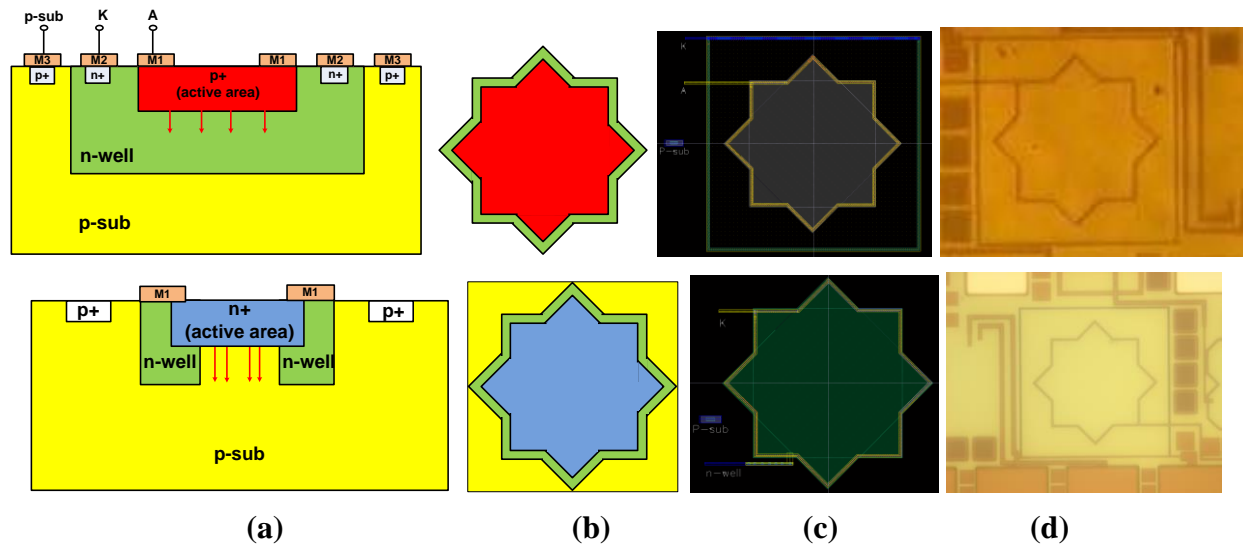 p-sub K A
M3 M2 M1 M1 M2 M3
p+ n+ p+ n+ p+
(active area)
n-well
p-sub
K
A
P-sub
M1 M1
p+ n+ p+
(active area)
n-well n-well
p-sub
K
P-sub
n-well
(a) (b) (c) (d)